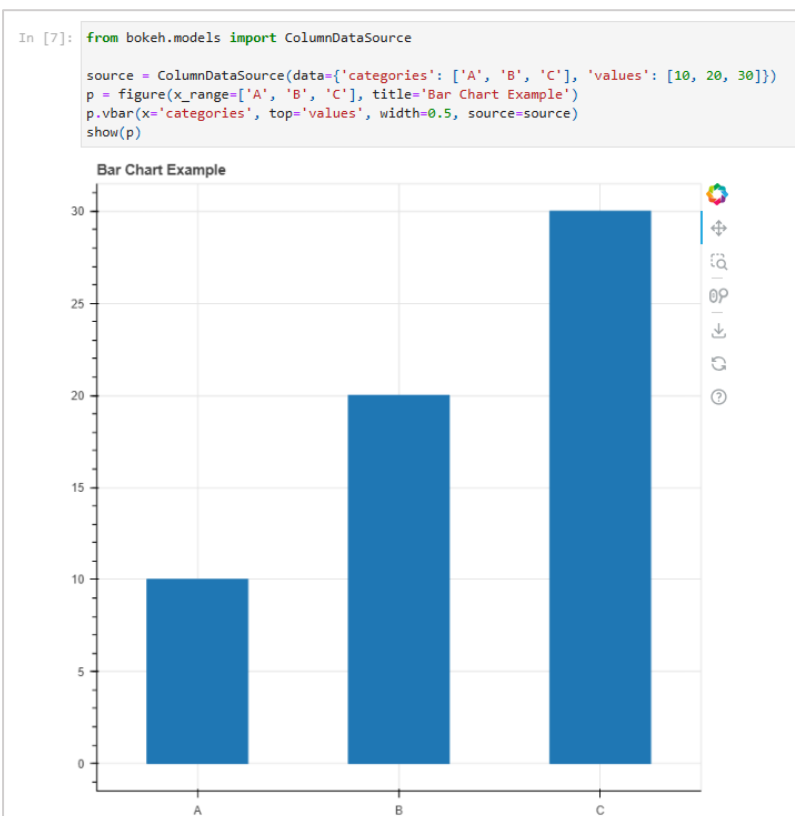 In [7]: from bokeh.models import ColumnDataSource
source = ColumnDataSource(data={'categories': ['A', 'B', 'C'], 'values': [10, 20, 30]})
p = figure(x_range=['A', 'B', 'C'], title='Bar Chart Example')
p.vbar(x='categories', top='values', width=0.5, source=source)
show(p)
Bar Chart Example
30
25
20
15
10
5
0
A B C